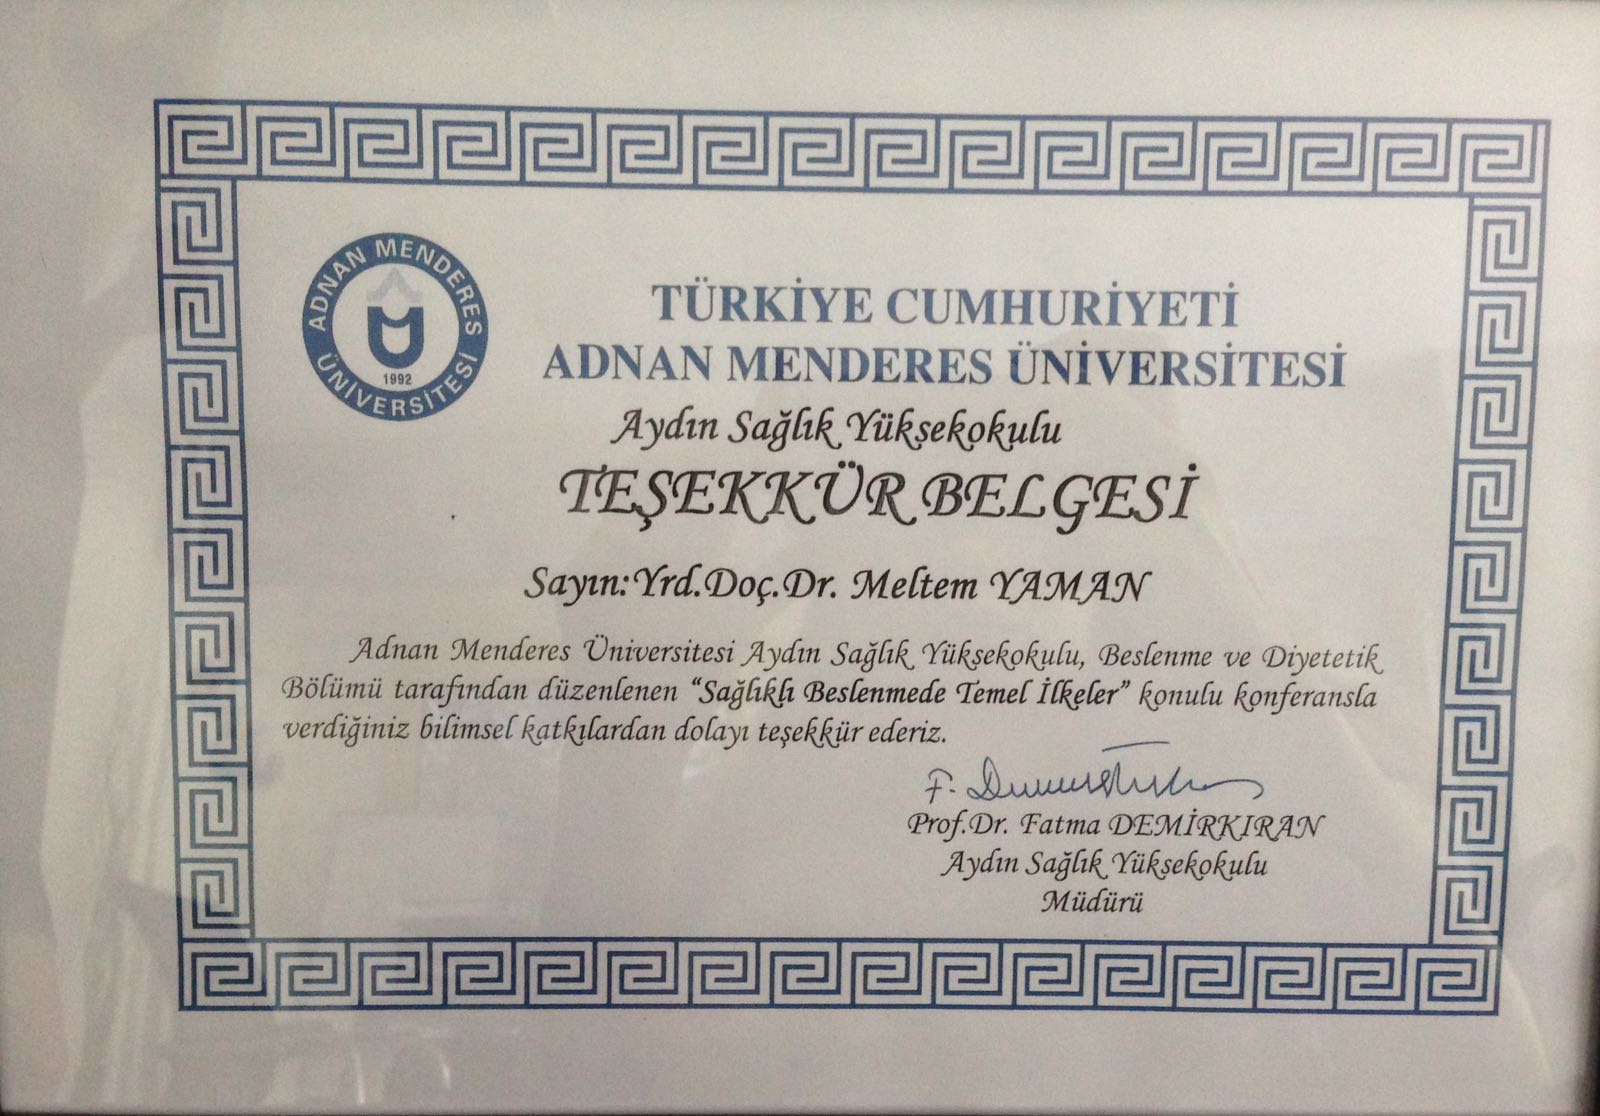 ADNAN MENDERES
ÜNİVERSİTESİ
1992
TÜRKİYE CUMHURİYETİ
ADNAN MENDERES ÜNİVERSİTESİ
Aydın Sağlık Yüksekokulu
TEŞEKKÜR BELGESİ
Sayın:Yrd.Doç.Dr. Meltem YAMAN
Adnan Menderes Üniversitesi Aydın Sağlık Yüksekokulu, Beslenme ve Diyetetik
Bölümü tarafından düzenlenen “Sağlıklı Beslenmede Temel İlkeler” konulu konferansla
verdiğiniz bilimsel katkılardan dolayı teşekkür ederiz.
F. Demirkıran
Prof.Dr. Fatma DEMİRKIRAN
Aydın Sağlık Yüksekokulu
Müdürü